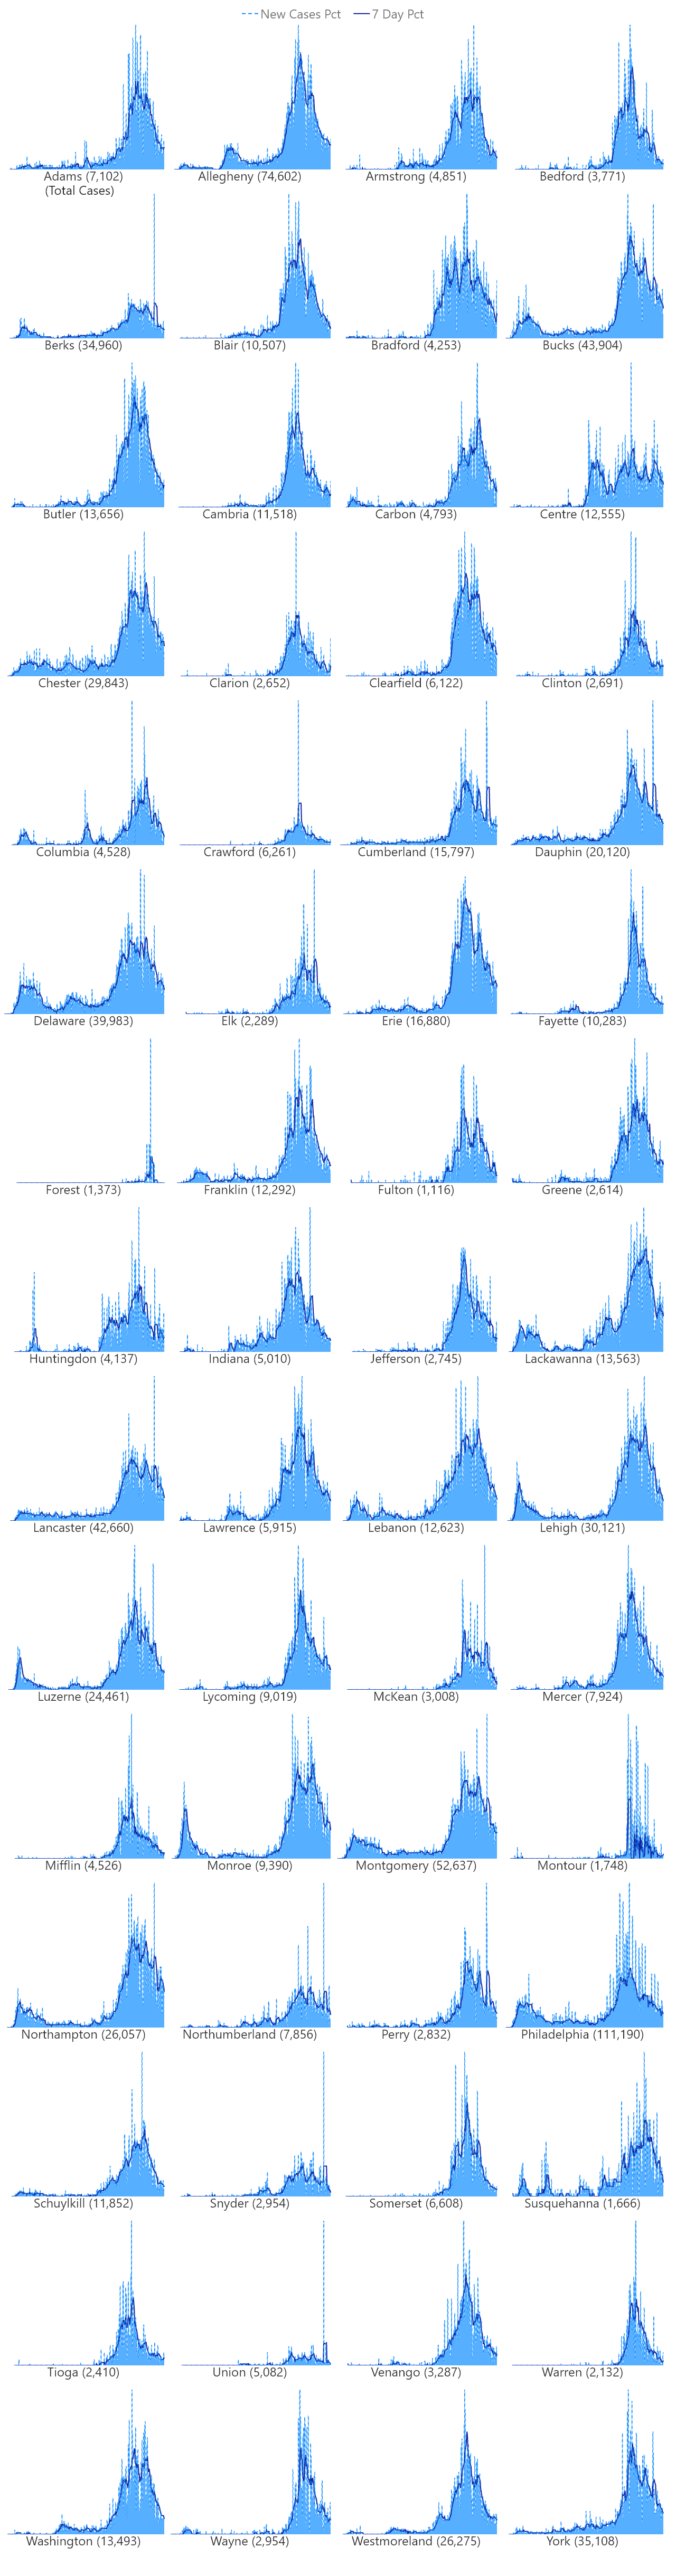 New Cases Pct 7 Day Pct
Adams (7,102) Allegheny (74,602) Armstrong (4,851) Bedford (3,771)
(Total Cases)
Berks (34,960) Blair (10,507) Bradford (4,253) Bucks (43,904)
Butler (13,656) Cambria (11,518) Carbon (4,793) Centre (12,555)
Chester (29,843) Clarion (2,652) Clearfield (6,122) Clinton (2,691)
Columbia (4,528) Crawford (6,261) Cumberland (15,797) Dauphin (20,120)
Delaware (39,983) Elk (2,289) Erie (16,880) Fayette (10,283)
Forest (1,373) Franklin (12,292) Fulton (1,116) Greene (2,614)
Huntingdon (4,137) Indiana (5,010) Jefferson (2,745) Lackawanna (13,563)
Lancaster (42,660) Lawrence (5,915) Lebanon (12,623) Lehigh (30,121)
Luzerne (24,461) Lycoming (9,019) McKean (3,008) Mercer (7,924)
Mifflin (4,526) Monroe (9,390) Montgomery (52,637) Montour (1,748)
Northampton (26,057) Northumberland (7,856) Perry (2,832) Philadelphia (111,190)
Schuylkill (11,852) Snyder (2,954) Somerset (6,608) Susquehanna (1,666)
Tioga (2,410) Union (5,082) Venango (3,287) Warren (2,132)
Washington (13,493) Wayne (2,954) Westmoreland (26,275) York (35,108)